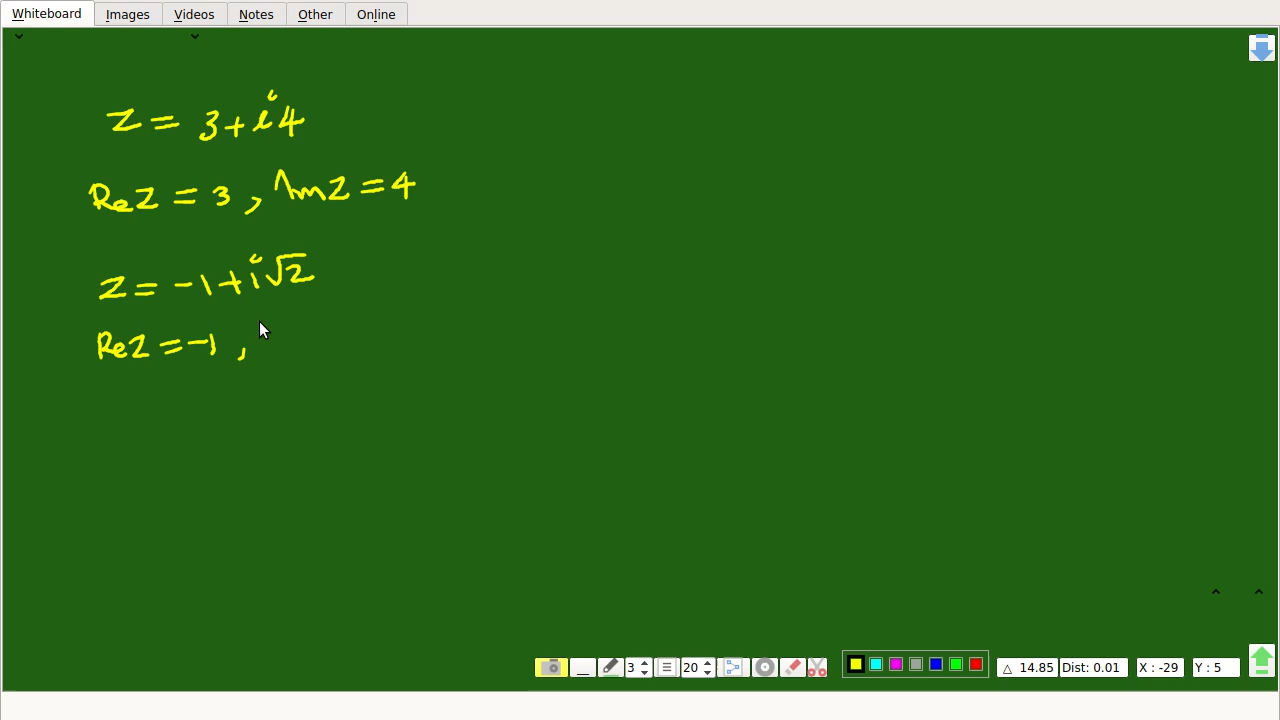 Whiteboard Images Videos Notes Other Online
z = 3+i4
Re z = 3 , Im z = 4
z = -1+i√2
Re z = -1 ,
3 20 △ 14.85 Dist: 0.01 X : -29 Y : 5